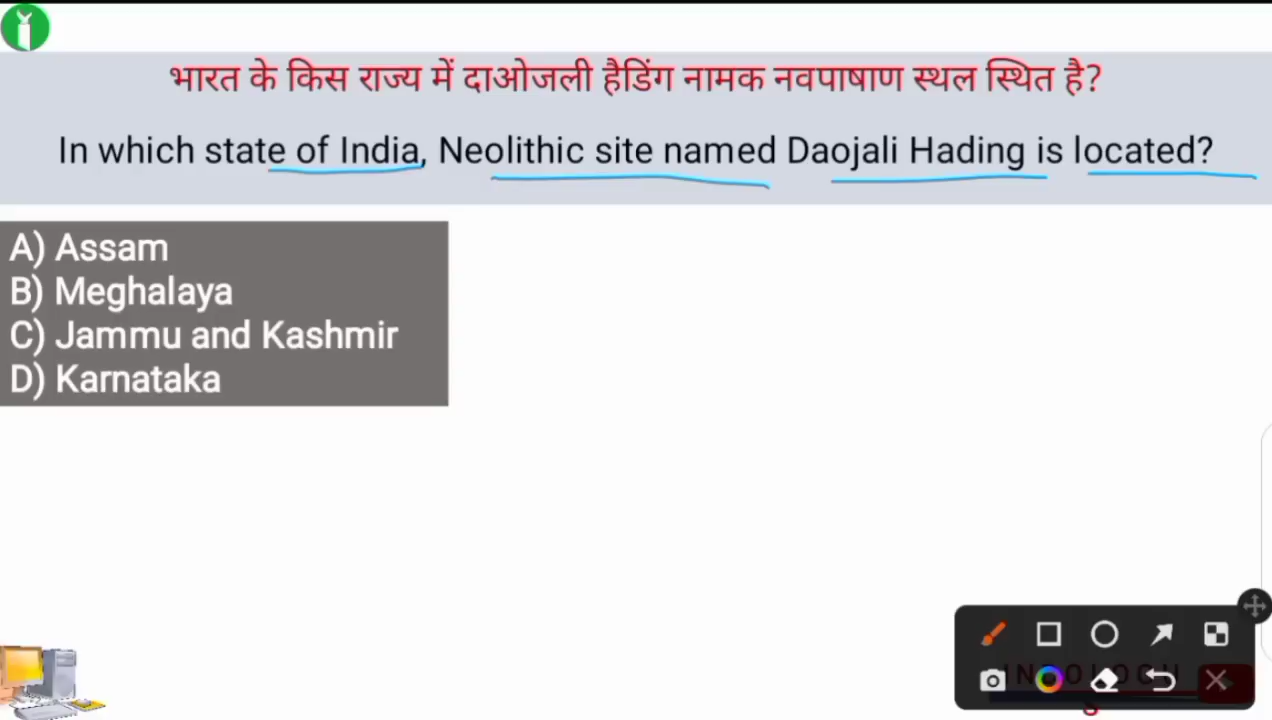 भारत के किस राज्य में दाओजली हैडिंग नामक नवपाषाण स्थल स्थित है?
In which state of India, Neolithic site named Daojali Hading is located?
A) Assam
B) Meghalaya
C) Jammu and Kashmir
D) Karnataka